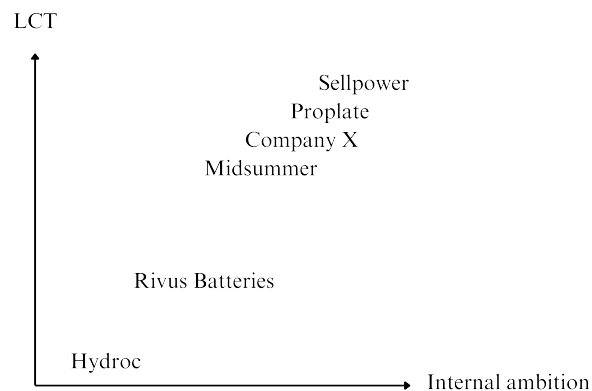 LCT
Sellpower
Proplate
Company X
Midsummer
Rivus Batteries
Hydroc
Internal ambition